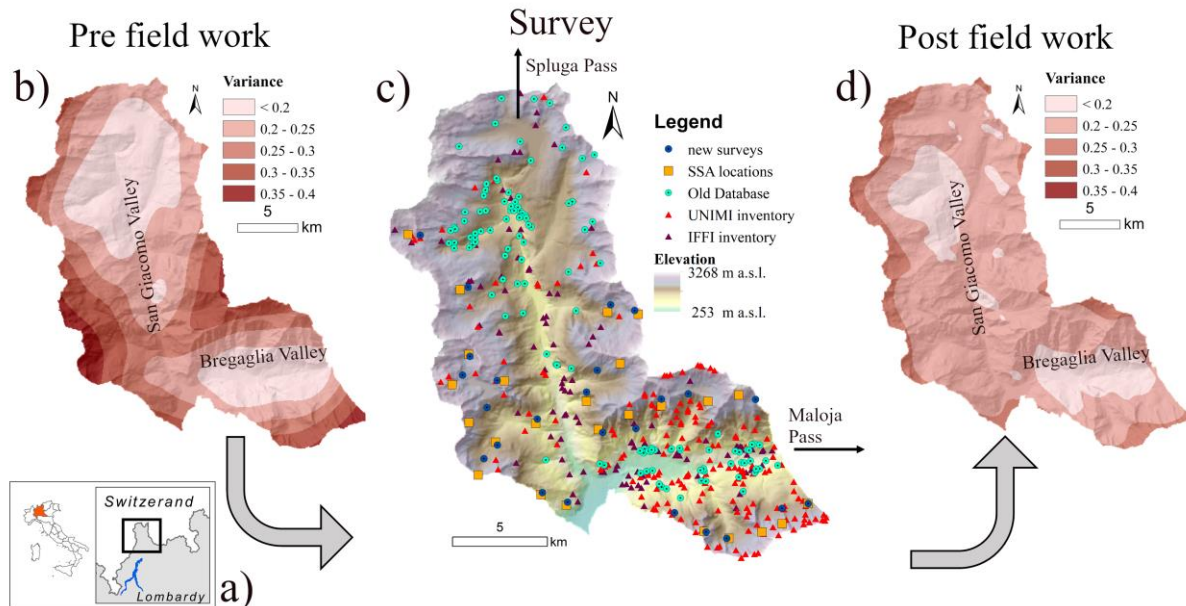 Pre field work
b)
Variance
< 0.2
0.2 - 0.25
0.25 - 0.3
0.3 - 0.35
0.35 - 0.4
5
km
N
San Giacomo Valley
Bregaglia Valley
Switzerand
Lombardy
a)
Survey
Spluga Pass
c)
N
Legend
new surveys
SSA locations
Old Database
UNIMI inventory
IFFI inventory
Elevation
3268 m a.s.l.
253 m a.s.l.
Maloja
Pass
5
km
Post field work
d)
N
Variance
< 0.2
0.2 - 0.25
0.25 - 0.3
0.3 - 0.35
0.35 - 0.4
5
km
San Giacomo Valley
Bregaglia Valley